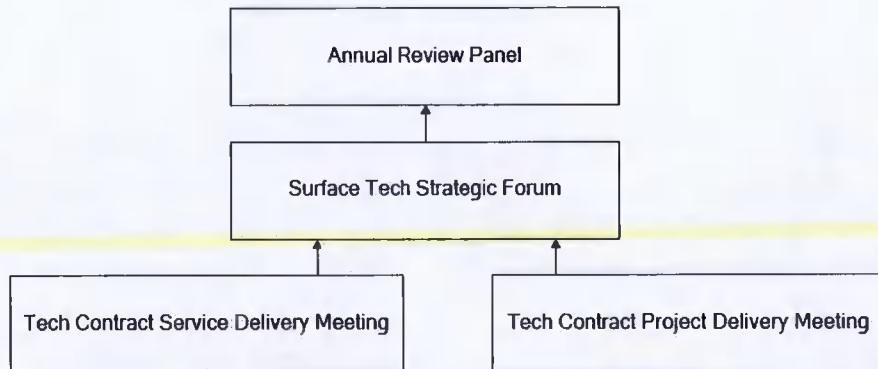 Annual Review Panel
Surface Tech Strategic Forum
Tech Contract Service Delivery Meeting
Tech Contract Project Delivery Meeting